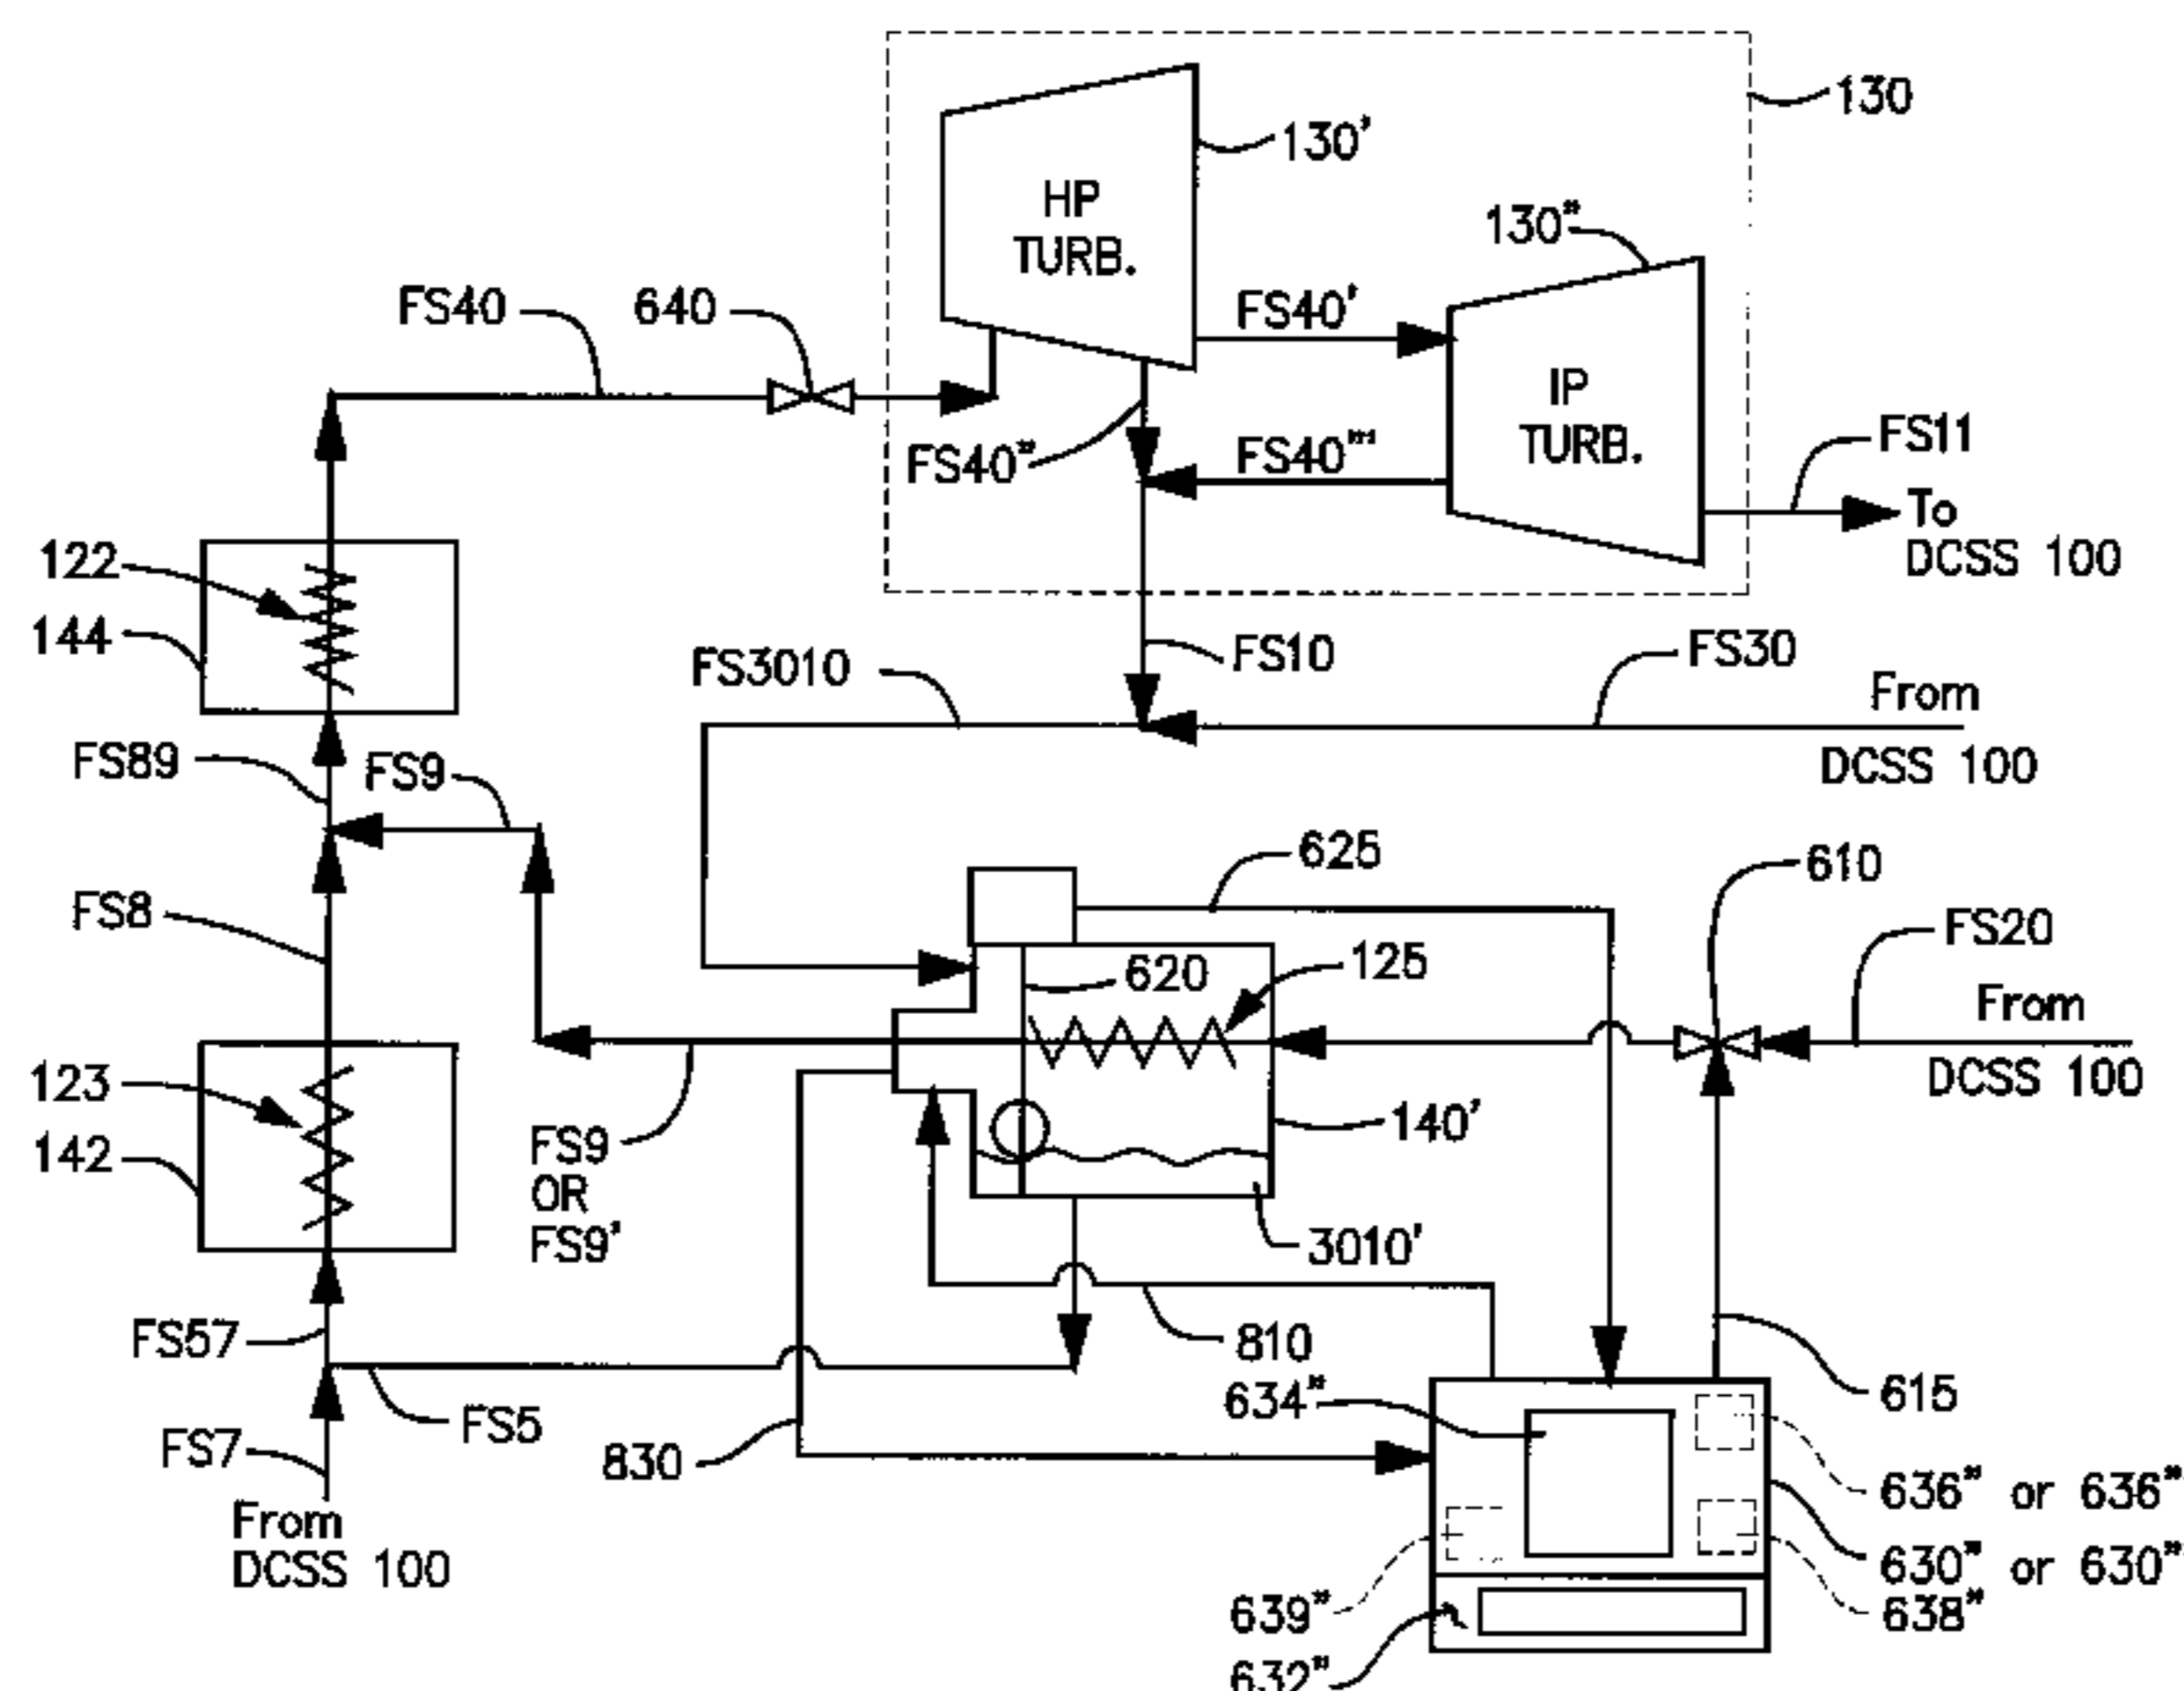 130
130'
HP
TURB.
130"
FS40
640
FS40'
IP
TURB.
FS40"
FS40"'
FS11
To
DCSS 100
122
144
FS3010
FS10
FS30
From
DCSS 100
FS89
FS9
625
610
FS8
FS20
620
125
From
DCSS 100
123
142
FS9
OR
FS9'
140'
3010'
FS57
810
634"
615
FS7
FS5
830
From
DCSS 100
636" or 636"
630" or 630"
639"
638"
632"